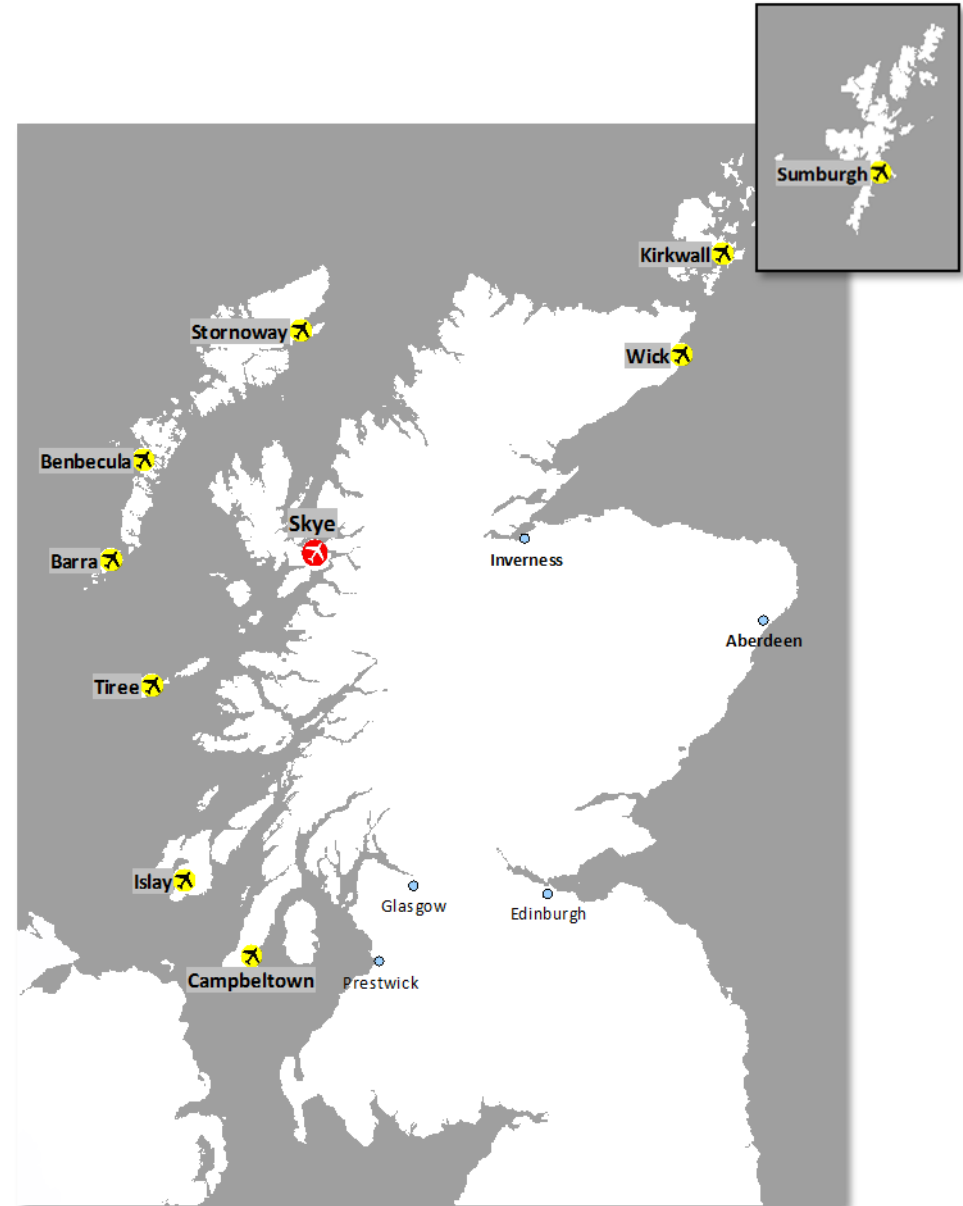 Sumburgh
Kirkwall
Stornoway
Wick
Benbecula
Skye
Barra
Inverness
Aberdeen
Tiree
Islay
Glasgow
Edinburgh
Campbeltown
Prestwick